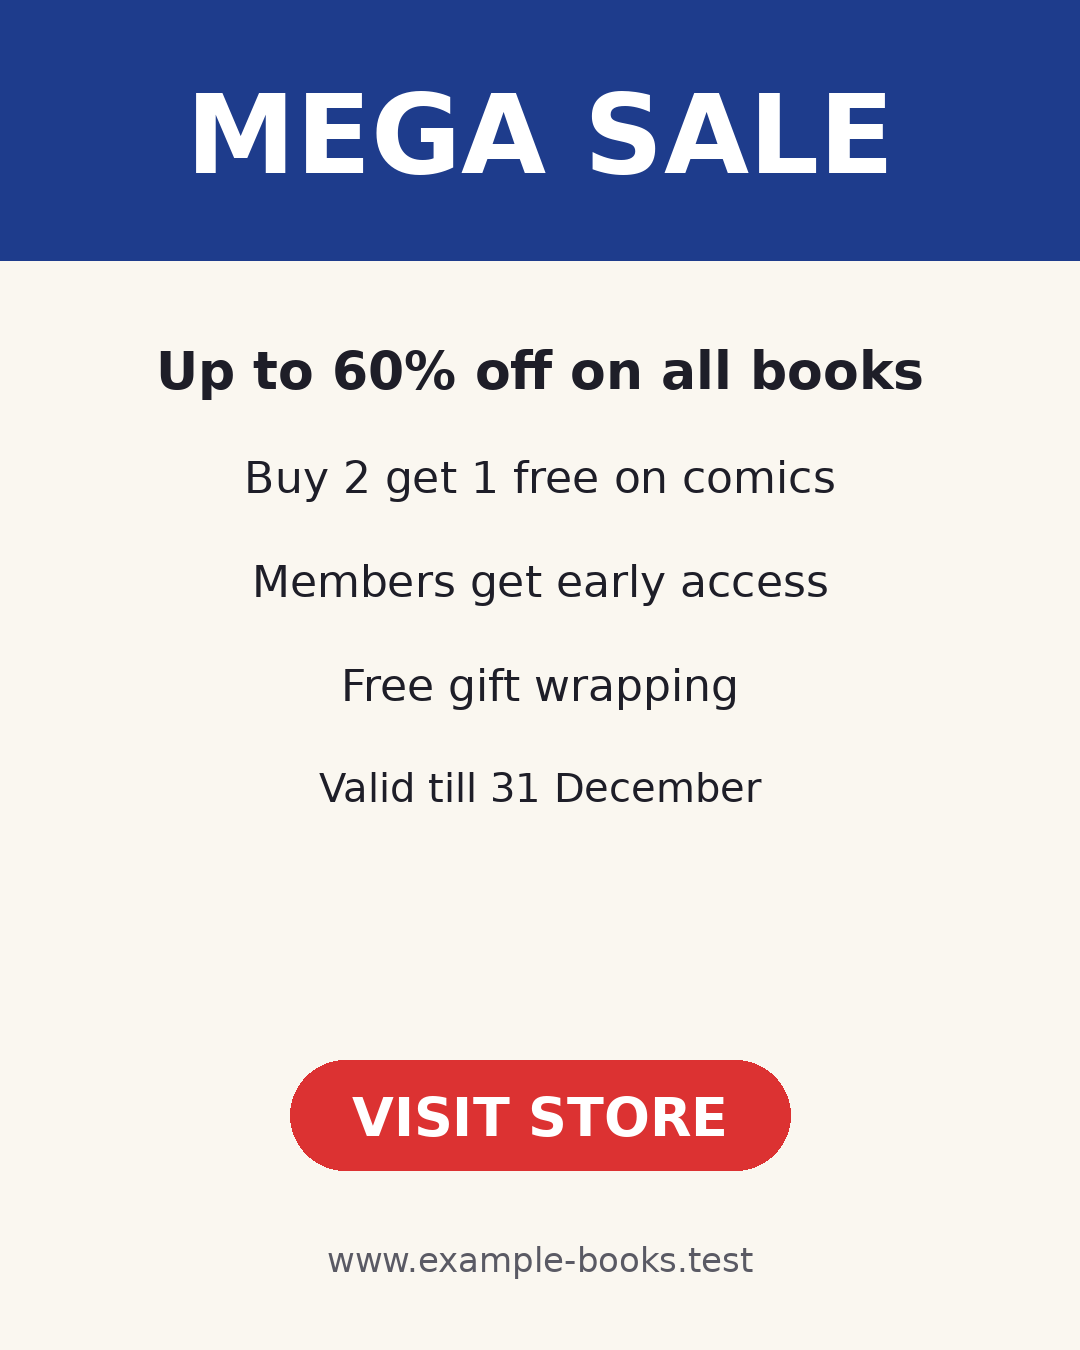 MEGA SALE
Up to 60% off on all books
Buy 2 get 1 free on comics
Members get early access
Free gift wrapping
Valid till 31 December
VISIT STORE
www.example-books.test